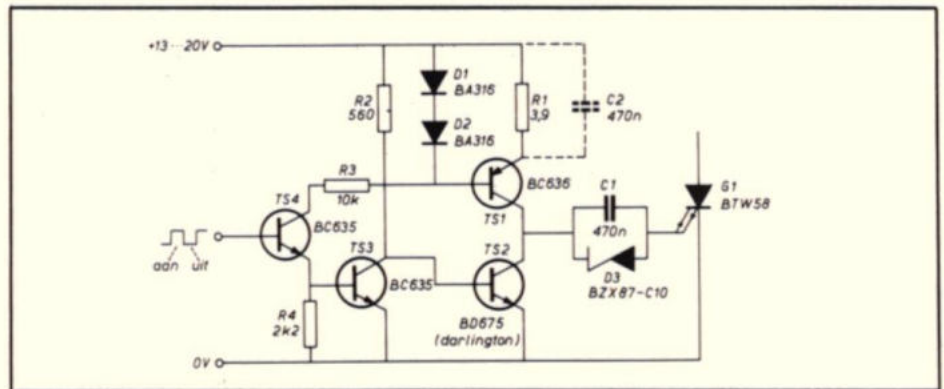 +13...20V
D1
BA316
R2
560
D2
BA316
R1
3,9
C2
470n
R3
10k
TS4
BC635
BC636
TS1
C1
470n
G1
BTW58
aan uit
TS3
BC635
TS2
D3
BZX87-C10
R4
2k2
BD675
(darlington)
0V